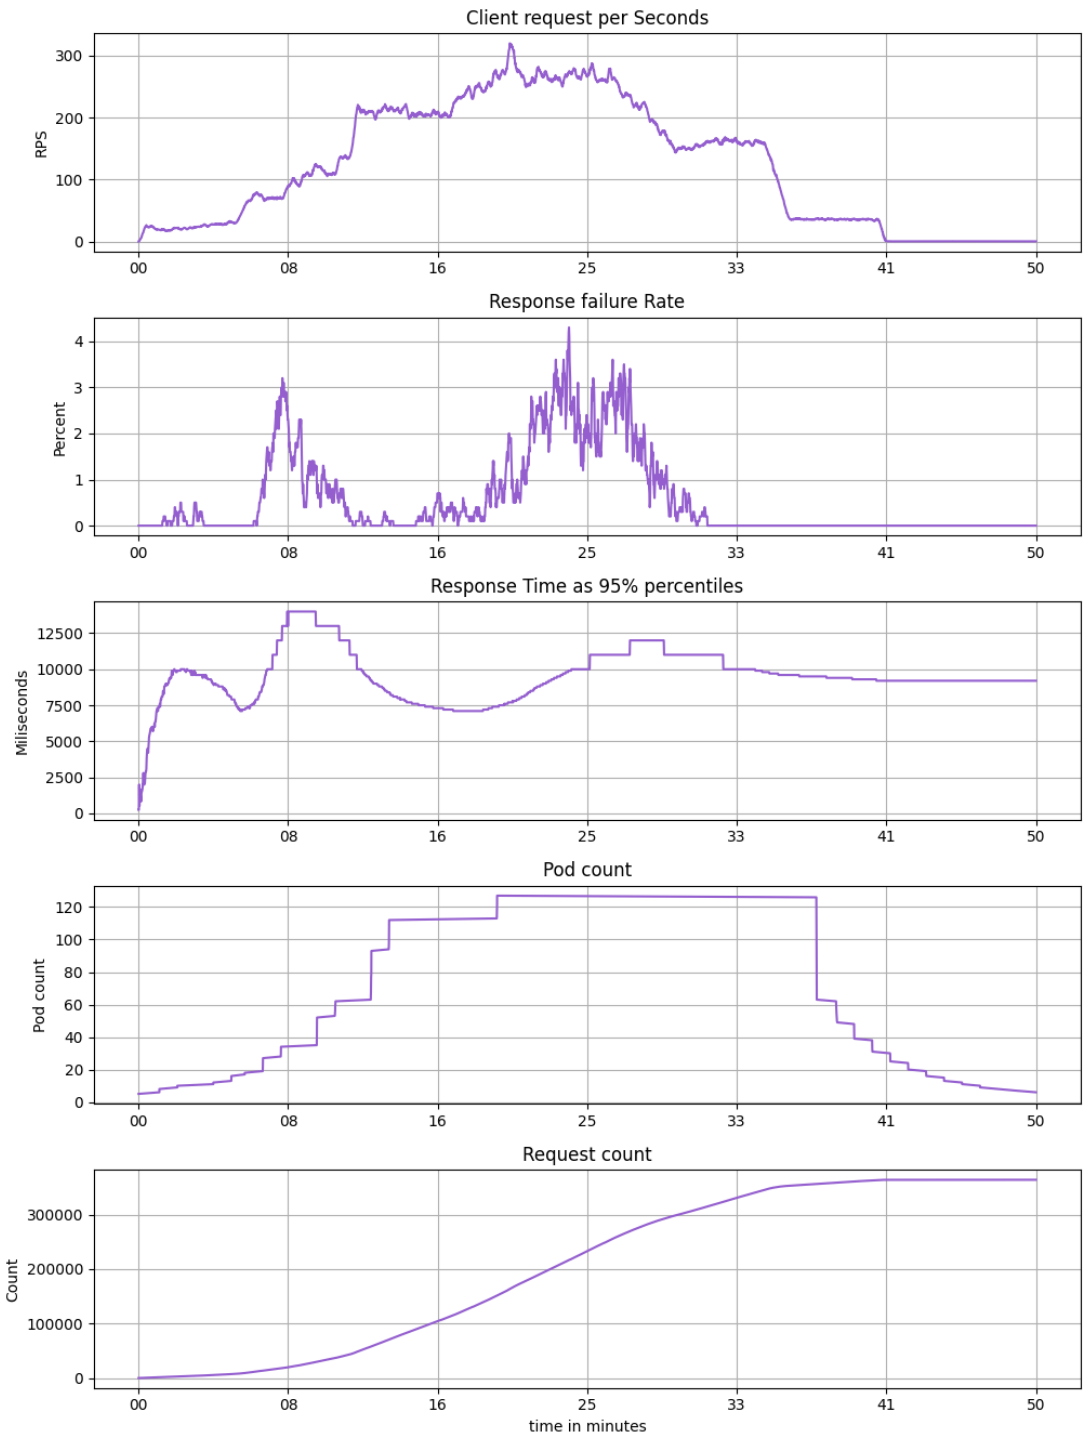 Client request per Seconds
RPS
300
200
100
0
00 08 16 25 33 41 50
Response failure Rate
Percent
4
3
2
1
0
00 08 16 25 33 41 50
Response Time as 95% percentiles
Miliseconds
12500
10000
7500
5000
2500
0
00 08 16 25 33 41 50
Pod count
Pod count
120
100
80
60
40
20
0
00 08 16 25 33 41 50
Request count
Count
300000
200000
100000
0
00 08 16 25 33 41 50
time in minutes